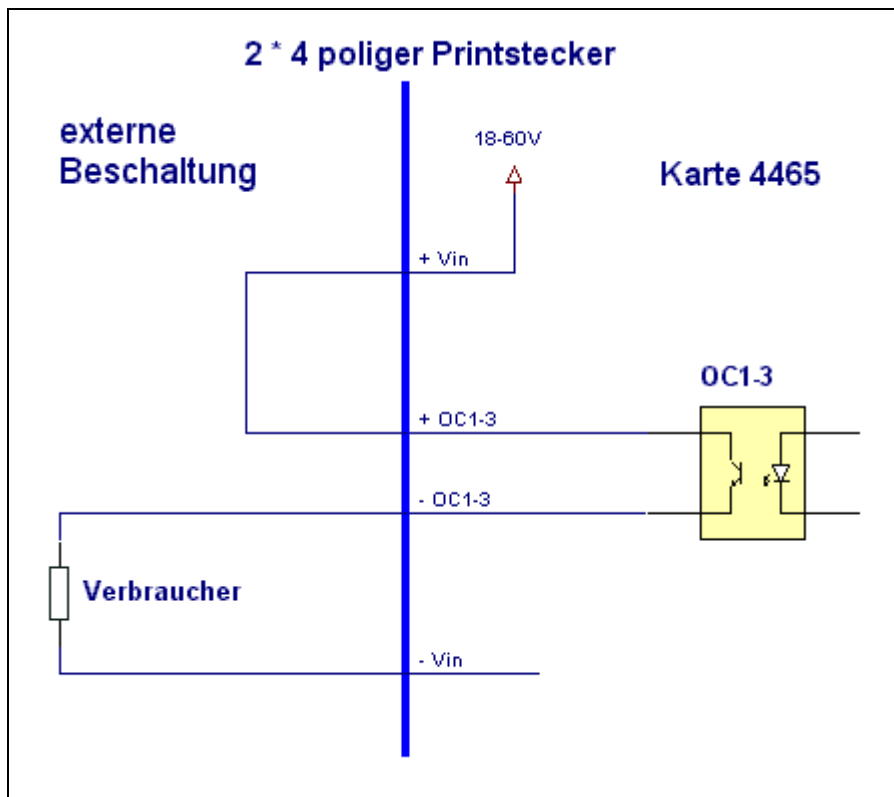 2 * 4 poliger Printstecker
externe
Beschaltung
18-60V
Karte 4465
+ Vin
OC1-3
+ OC1-3
- OC1-3
Verbraucher
- Vin